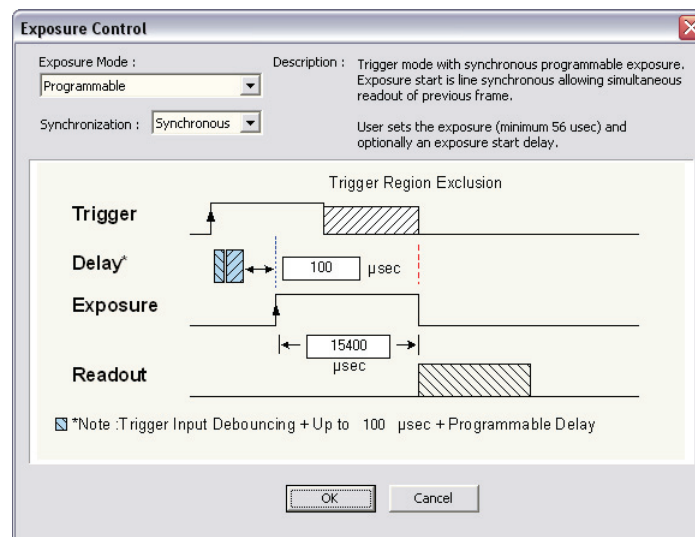 Exposure Control
Exposure Mode :
Programmable
Synchronization :
Synchronous
Description :
Trigger mode with synchronous programmable exposure.
Exposure start is line synchronous allowing simultaneous
readout of previous frame.
User sets the exposure (minimum 56 usec) and
optionally an exposure start delay.
Trigger Region Exclusion
Trigger
Delay*
100 µsec
Exposure
15400
µsec
Readout
*Note :Trigger Input Debouncing + Up to 100 µsec + Programmable Delay
OK
Cancel